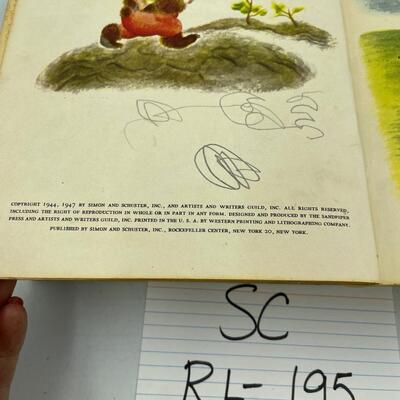 COPYRIGHT 1944, 1947 BY SIMON AND SCHUSTER, INC., AND ARTISTS AND WRITERS GUILD, INC. ALL RIGHTS RESERVED,
INCLUDING THE RIGHT OF REPRODUCTION IN WHOLE OR IN PART IN ANY FORM. DESIGNED AND PRODUCED BY THE SANDPIPER
PRESS AND ARTISTS AND WRITERS GUILD, INC. PRINTED IN THE U. S. A. BY WESTERN PRINTING AND LITHOGRAPHING COMPANY.
PUBLISHED BY SIMON AND SCHUSTER, INC., ROCKEFELLER CENTER, NEW YORK 20, NEW YORK.
SC
RL-195